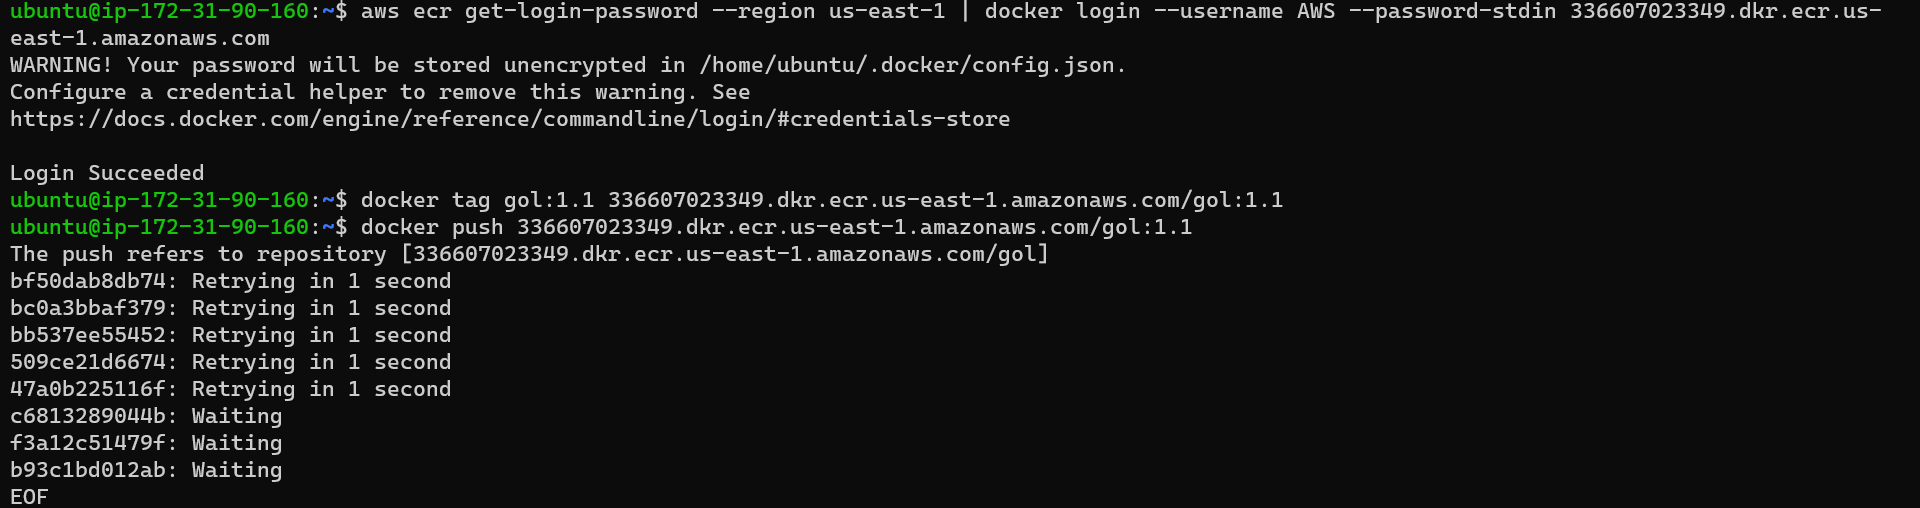 ubuntu@ip-172-31-90-160:~$ aws ecr get-login-password --region us-east-1 | docker login --username AWS --password-stdin 336607023349.dkr.ecr.us-
east-1.amazonaws.com
WARNING! Your password will be stored unencrypted in /home/ubuntu/.docker/config.json.
Configure a credential helper to remove this warning. See
https://docs.docker.com/engine/reference/commandline/login/#credentials-store

Login Succeeded
ubuntu@ip-172-31-90-160:~$ docker tag gol:1.1 336607023349.dkr.ecr.us-east-1.amazonaws.com/gol:1.1
ubuntu@ip-172-31-90-160:~$ docker push 336607023349.dkr.ecr.us-east-1.amazonaws.com/gol:1.1
The push refers to repository [336607023349.dkr.ecr.us-east-1.amazonaws.com/gol]
bf50dab8db74: Retrying in 1 second
bc0a3bbaf379: Retrying in 1 second
bb537ee55452: Retrying in 1 second
509ce21d6674: Retrying in 1 second
47a0b225116f: Retrying in 1 second
c6813289044b: Waiting
f3a12c51479f: Waiting
b93c1bd012ab: Waiting
EOF